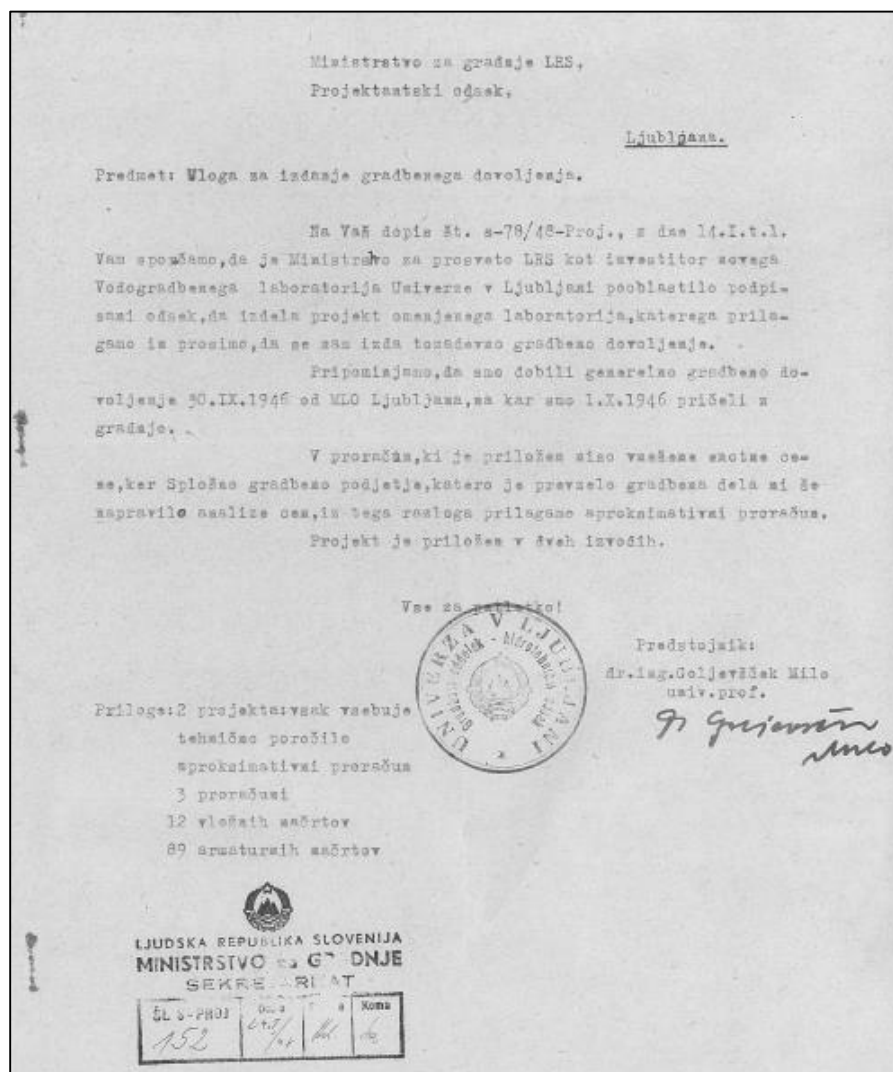 Ministrstvo za gradnje LRS,
Projektantski odsek,
Ljubljana.
Predmet: Vloga za izdanje gradbenega dovoljenja.
Na Vaš dopis št. s-78/48-Proj., z dne 14.I.t.l.
Vam sporočamo,da je Ministrstvo za prosveto LRS kot investitor novega
Vodogradbenega laboratorija Univerze v Ljubljani pooblastilo podpi-
sani odsek,da izdela projekt omenjenega laboratorija,katerega prila-
gamo in prosimo,da se nam izda tozadevno gradbeno dovoljenje.
Pripominjamo,da smo dobili generalno gradbeno do-
voljenje 30.IX.1946 od MLO Ljubljana,na kar smo 1.X.1946 pričeli z
gradnjo.
V proračun,ki je priložen niso vnešene enotne ce-
ne,ker Splošno gradbeno podjetje,katero je prevzelo gradbena dela ni še
napravilo analize cen,iz tega razloga prilagamo aproksimativni proračun.
Projekt je priložen v dveh izvodih.
Vse za petletko!
UNIVERZA V LJUBLJANI
Predstojnik:
dr.ing.Goljevšček Milo
univ.prof.
Priloge:2 projekta:vsak vsebuje
tehnično poročilo
aproksimativni proračun
3 proračuni
12 vložnih načrtov
89 armaturnih načrtov
LJUDSKA REPUBLIKA SLOVENIJA
MINISTRSTVO
SEKRETARIAT
S-PROJ
152